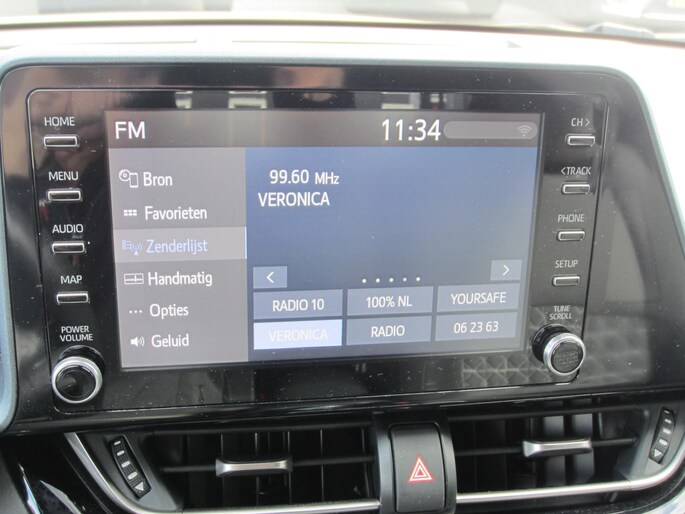 HOME
MENU
AUDIO
MAP
POWER
VOLUME
FM
11:34
Bron
Favorieten
Zenderlijst
Handmatig
Opties
Geluid
99.60 MHz
VERONICA
< >
RADIO 10 100% NL YOURSAFE
VERONICA RADIO 06 23 63
CH >
< TRACK
PHONE
SETUP
TUNE
SCROLL